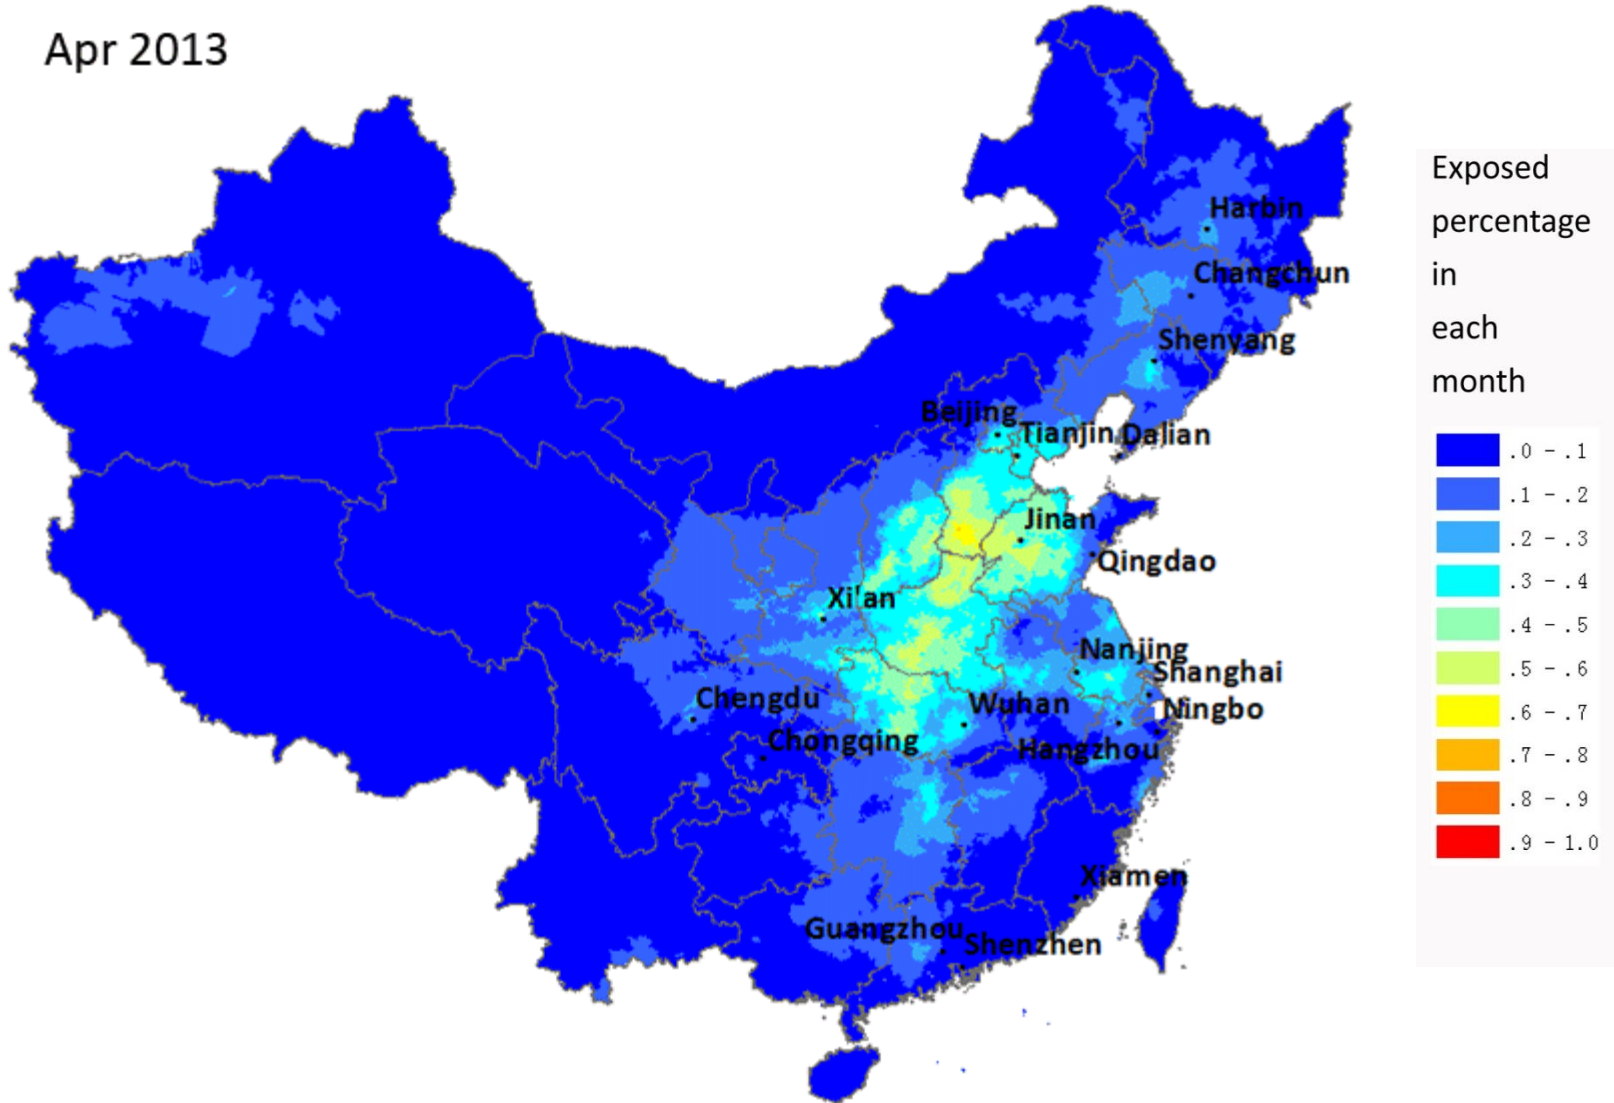 Apr 2013
Harbin
Changchun
Shenyang
Beijing
Tianjin
Dalian
Jinan
Qingdao
Xi'an
Nanjing
Shanghai
Chengdu
Wuhan
Ningbo
Chongqing
Hangzhou
Xiamen
Guangzhou
Shenzhen
Exposed
percentage
in
each
month
.0 - .1
.1 - .2
.2 - .3
.3 - .4
.4 - .5
.5 - .6
.6 - .7
.7 - .8
.8 - .9
.9 - 1.0